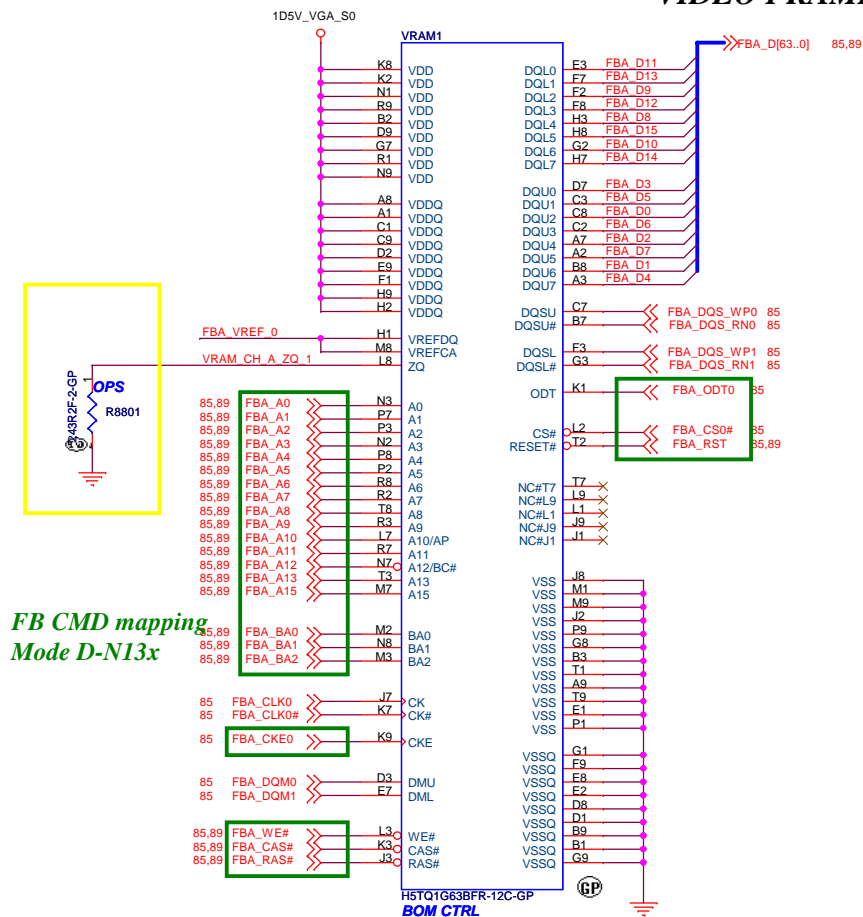 VIDEO FRAME
1D5V_VGA_S0
VRAM1
FBA_D[63..0] 85,89
K8 VDD
K2 VDD
N1 VDD
R9 VDD
B2 VDD
D9 VDD
G7 VDD
R1 VDD
N9 VDD
A8 VDDQ
A1 VDDQ
C1 VDDQ
C9 VDDQ
D2 VDDQ
E9 VDDQ
F1 VDDQ
H9 VDDQ
H2 VDDQ
FBA_VREF_0 H1 VREFDQ
M8 VREFCA
VRAM_CH_A_ZQ_1 L8 ZQ
1
OPS
R8801
243R2F-2-GP
85,89 FBA_A0 N3 A0
85,89 FBA_A1 P7 A1
85,89 FBA_A2 P3 A2
85,89 FBA_A3 N2 A3
85,89 FBA_A4 P8 A4
85,89 FBA_A5 P2 A5
85,89 FBA_A6 R8 A6
85,89 FBA_A7 R2 A7
85,89 FBA_A8 T8 A8
85,89 FBA_A9 R3 A9
85,89 FBA_A10 L7 A10/AP
85,89 FBA_A11 R7 A11
85,89 FBA_A12 N7 A12/BC#
85,89 FBA_A13 T3 A13
85,89 FBA_A15 M7 A15
FB CMD mapping
Mode D-N13x
85,89 FBA_BA0 M2 BA0
85,89 FBA_BA1 N8 BA1
85,89 FBA_BA2 M3 BA2
85 FBA_CLK0 J7 CK
85 FBA_CLK0# K7 CK#
85 FBA_CKE0 K9 CKE
85 FBA_DQM0 D3 DMU
85 FBA_DQM1 E7 DML
85,89 FBA_WE# L3 WE#
85,89 FBA_CAS# K3 CAS#
85,89 FBA_RAS# J3 RAS#
DQL0 E3 FBA_D11
DQL1 F7 FBA_D13
DQL2 F2 FBA_D9
DQL3 F8 FBA_D12
DQL4 H3 FBA_D8
DQL5 H8 FBA_D15
DQL6 G2 FBA_D10
DQL7 H7 FBA_D14
DQU0 D7 FBA_D3
DQU1 C3 FBA_D5
DQU2 C8 FBA_D0
DQU3 C2 FBA_D6
DQU4 A7 FBA_D2
DQU5 A2 FBA_D7
DQU6 B8 FBA_D1
DQU7 A3 FBA_D4
DQSU C7 FBA_DQS_WP0 85
DQSU# B7 FBA_DQS_RN0 85
DQSL F3 FBA_DQS_WP1 85
DQSL# G3 FBA_DQS_RN1 85
ODT K1 FBA_ODT0 85
CS# L2 FBA_CS0# 85
RESET# T2 FBA_RST 85,89
NC#T7 T7
NC#L9 L9
NC#L1 L1
NC#J9 J9
NC#J1 J1
VSS J8
VSS M1
VSS M9
VSS J2
VSS P9
VSS G8
VSS B3
VSS T1
VSS A9
VSS T9
VSS E1
VSS P1
VSSQ G1
VSSQ F9
VSSQ E8
VSSQ E2
VSSQ D8
VSSQ D1
VSSQ B9
VSSQ B1
VSSQ G9
GP
H5TQ1G63BFR-12C-GP
BOM CTRL